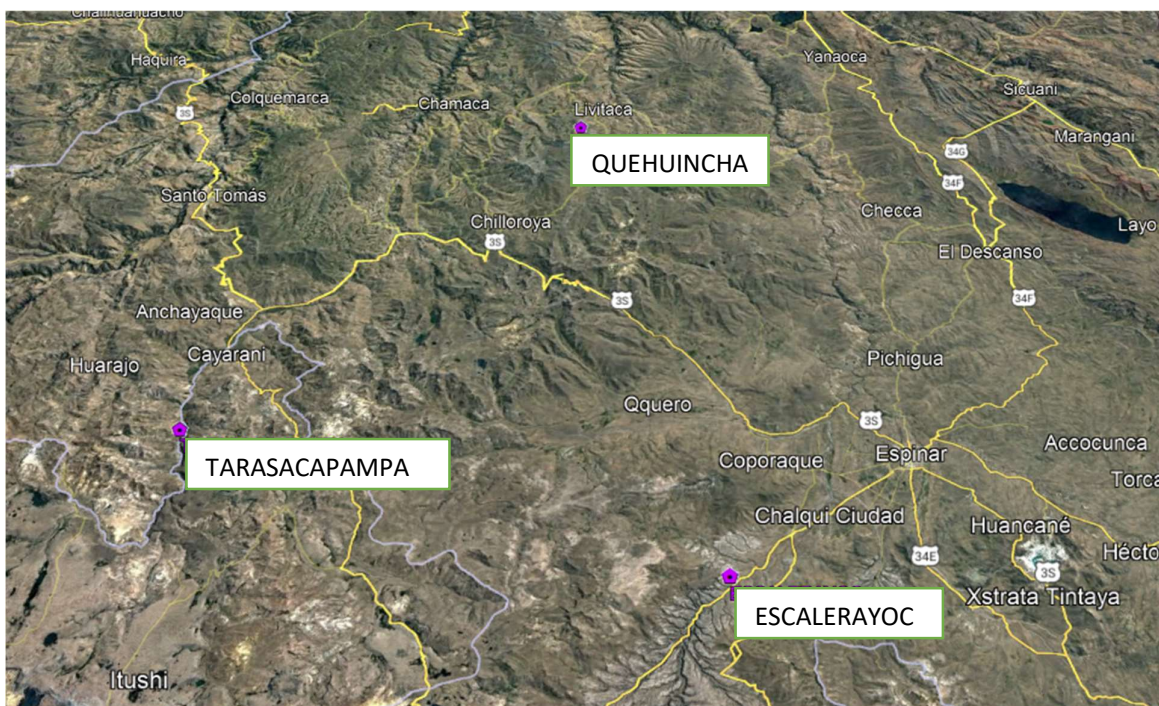 Challhuahuacho
Haquira
3S
Colquemarca
Chamaca
Livitaca
Yanaoca
Sicuani
Marangani
34G
34F
QUEHUINCHA
Santo Tomás
Chilloroya
3S
Checca
Layo
El Descanso
34F
3S
Anchayaque
Cayarani
Huarajo
Pichigua
Qquero
3S
Accocunca
TARASACAPAMPA
Coporaque
Espinar
Torca
Chalqui Ciudad
Huancané
34E
Hécto
3S
Xstrata Tintaya
ESCALERAYOC
Itushi